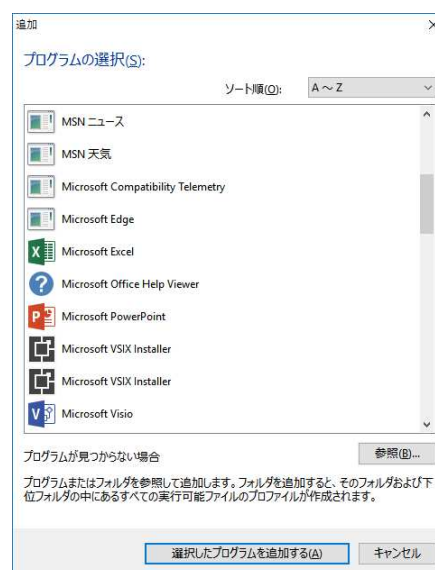 追加
プログラムの選択(S):
ソート順(O): A ～ Z
MSN ニュース
MSN 天気
Microsoft Compatibility Telemetry
Microsoft Edge
Microsoft Excel
Microsoft Office Help Viewer
Microsoft PowerPoint
Microsoft VSIX Installer
Microsoft VSIX Installer
Microsoft Visio
プログラムが見つからない場合 参照(B)...
プログラムまたはフォルダを参照して追加します。フォルダを追加すると、そのフォルダおよび下
位フォルダの中にあるすべての実行可能ファイルのプロファイルが作成されます。
選択したプログラムを追加する(A) キャンセル